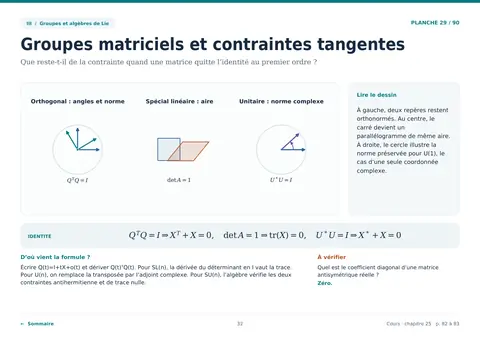 III / Groupes et algèbres de Lie
PLANCHE 29 / 90
Groupes matriciels et contraintes tangentes
Que reste-t-il de la contrainte quand une matrice quitte l'identité au premier ordre ?
Orthogonal : angles et norme
Spécial linéaire : aire
Unitaire : norme complexe
QᵀQ = I
detA = 1
U*U = I
Lire le dessin
À gauche, deux repères restent
orthonormés. Au centre, le
carré devient un
parallélogramme de même aire.
À droite, le cercle illustre la
norme préservée pour U(1), le
cas d'une seule coordonnée
complexe.
IDENTITÉ
QᵀQ = I ⇒ Xᵀ + X = 0, detA = 1 ⇒ tr(X) = 0, U*U = I ⇒ X* + X = 0
D'où vient la formule ?
Écrire Q(t)=I+tX+o(t) et dériver Q(t)ᵀQ(t). Pour SL(n), la dérivée du déterminant en I vaut la trace.
Pour U(n), on remplace la transposée par l'adjoint complexe. Pour SU(n), l'algèbre vérifie les deux
contraintes antihermitienne et de trace nulle.
À vérifier
Quel est le coefficient diagonal d'une matrice
antisymétrique réelle ?
Zéro.
← Sommaire
32
Cours · chapitre 25 · p. 82 à 83